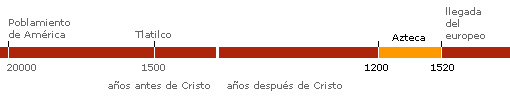 Poblamiento
de América
Tlatilco
Azteca
llegada
del
europeo
20000
1500
1200
1520
años antes de Cristo
años después de Cristo